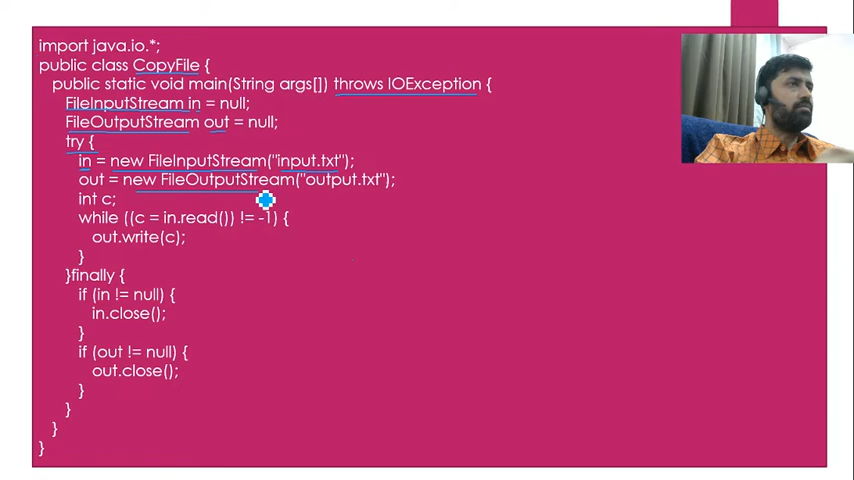 import java.io.*;
public class CopyFile {
public static void main(String args[]) throws IOException {
FileInputStream in = null;
FileOutputStream out = null;
try {
in = new FileInputStream("input.txt");
out = new FileOutputStream("output.txt");
int c;
while ((c = in.read()) != -1) {
out.write(c);
}
}finally {
if (in != null) {
in.close();
}
if (out != null) {
out.close();
}
}
}
}